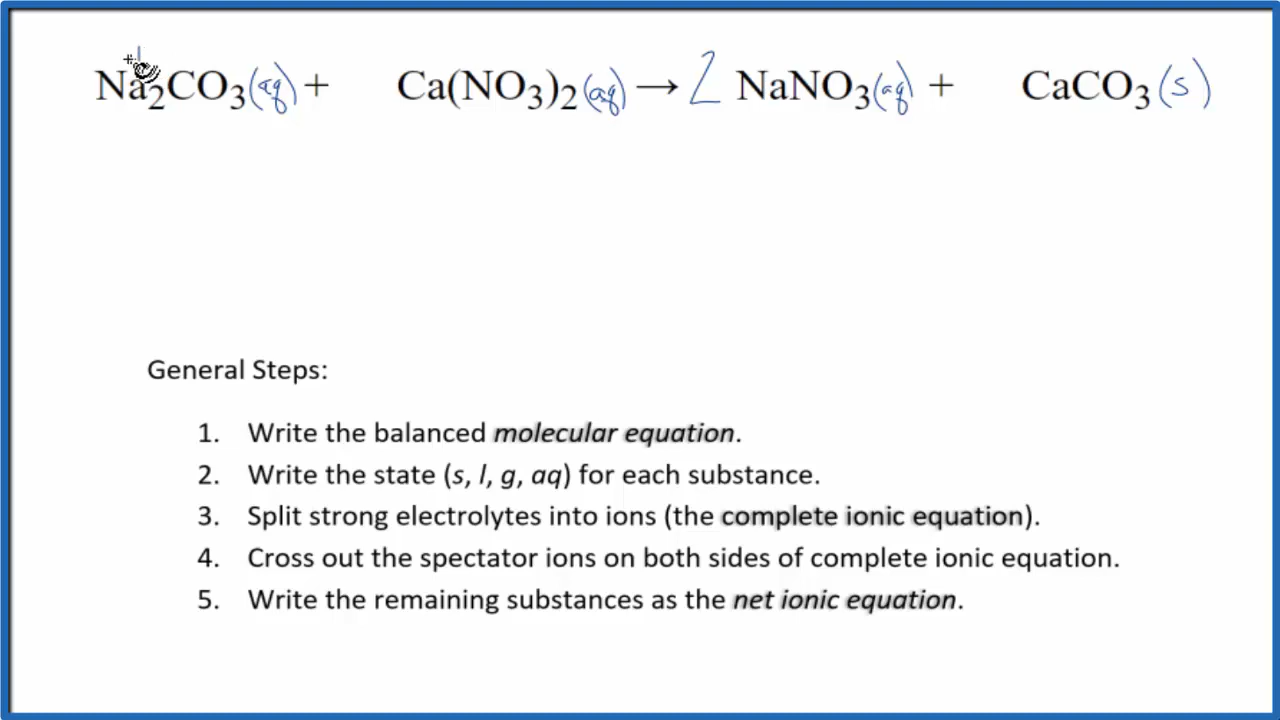 Na₂CO₃(aq) + Ca(NO₃)₂(aq) → 2 NaNO₃(aq) + CaCO₃(s)
General Steps:
1. Write the balanced molecular equation.
2. Write the state (s, l, g, aq) for each substance.
3. Split strong electrolytes into ions (the complete ionic equation).
4. Cross out the spectator ions on both sides of complete ionic equation.
5. Write the remaining substances as the net ionic equation.